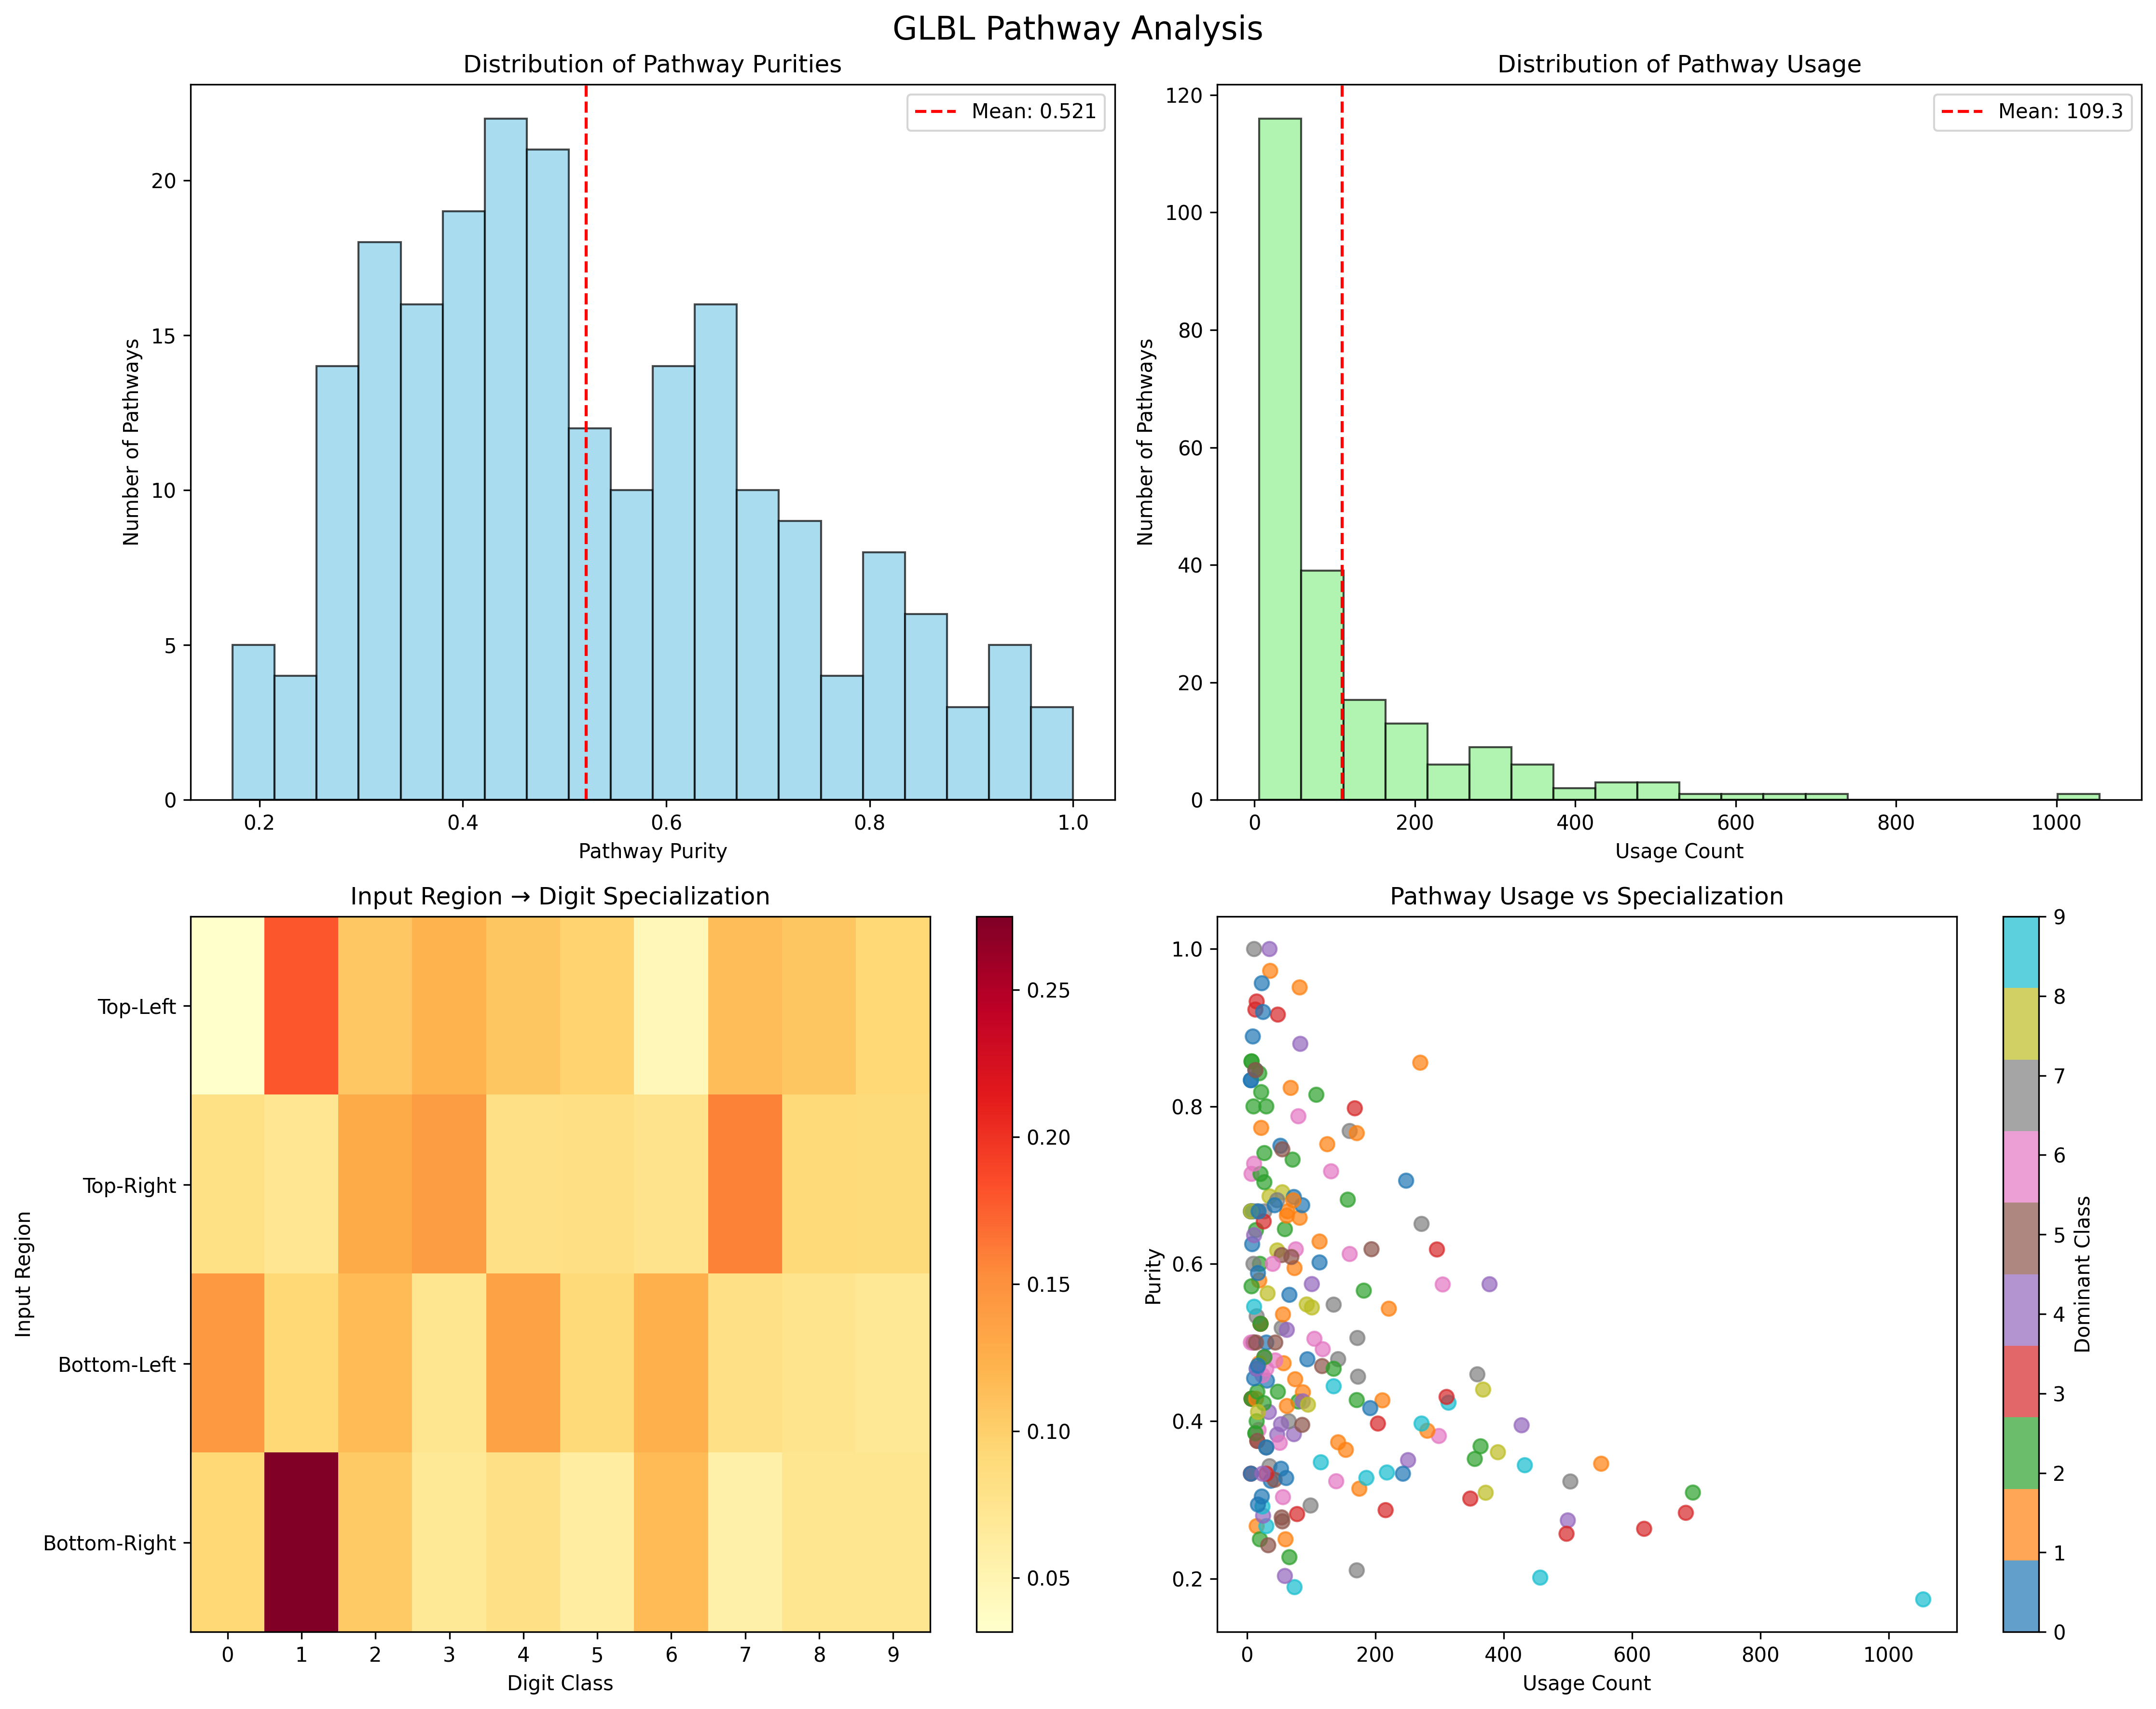 GLBL Pathway Analysis
Distribution of Pathway Purities
Mean: 0.521
Number of Pathways
20
15
10
5
0
0.2 0.4 0.6 0.8 1.0
Pathway Purity
Distribution of Pathway Usage
Mean: 109.3
Number of Pathways
120
100
80
60
40
20
0
0 200 400 600 800 1000
Usage Count
Input Region → Digit Specialization
Input Region
Top-Left
Top-Right
Bottom-Left
Bottom-Right
0 1 2 3 4 5 6 7 8 9
Digit Class
0.25
0.20
0.15
0.10
0.05
Pathway Usage vs Specialization
Purity
1.0
0.8
0.6
0.4
0.2
0 200 400 600 800 1000
Usage Count
9
8
7
6
5
4
3
2
1
0
Dominant Class